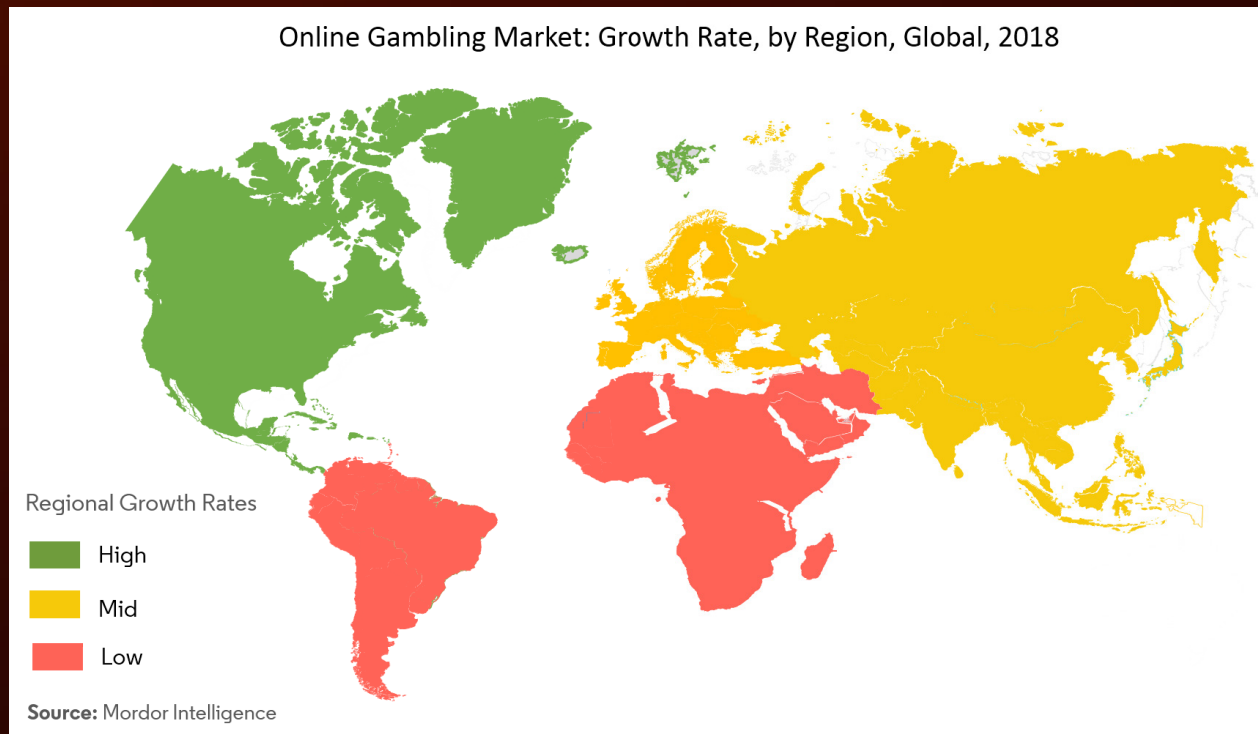 Online Gambling Market: Growth Rate, by Region, Global, 2018
Regional Growth Rates
High
Mid
Low
Source: Mordor Intelligence